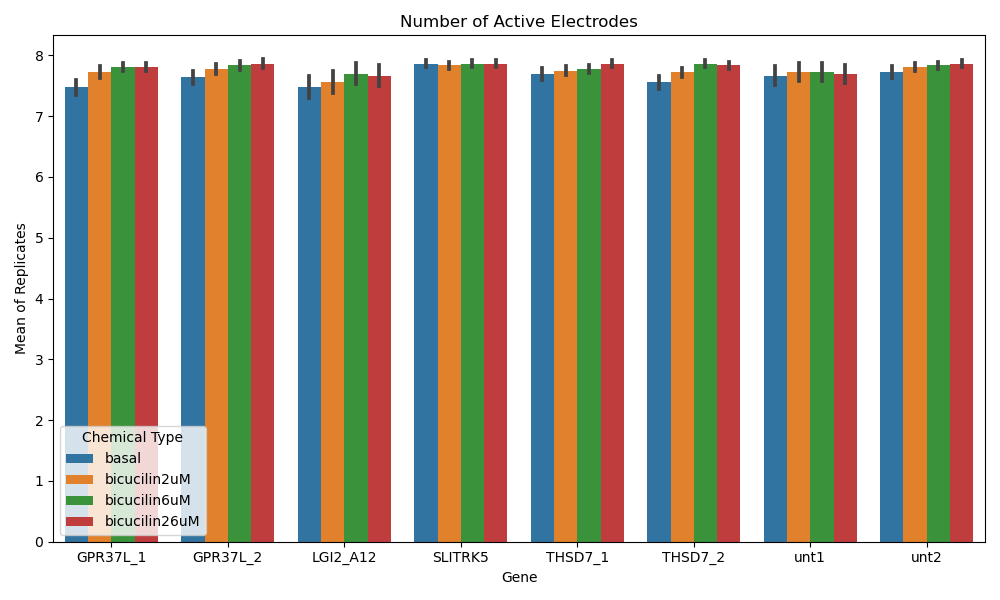 Number of Active Electrodes
Mean of Replicates
8
7
6
5
4
3
2
1
0
Chemical Type
basal
bicucilin2uM
bicucilin6uM
bicucilin26uM
GPR37L_1 GPR37L_2 LGI2_A12 SLITRK5 THSD7_1 THSD7_2 unt1 unt2
Gene